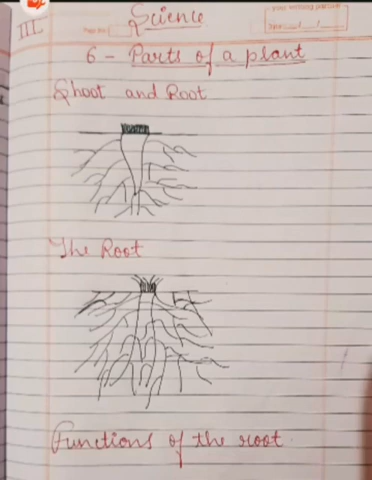 III
Science
6 - Parts of a plant
Shoot and Root
The Root
Functions of the root